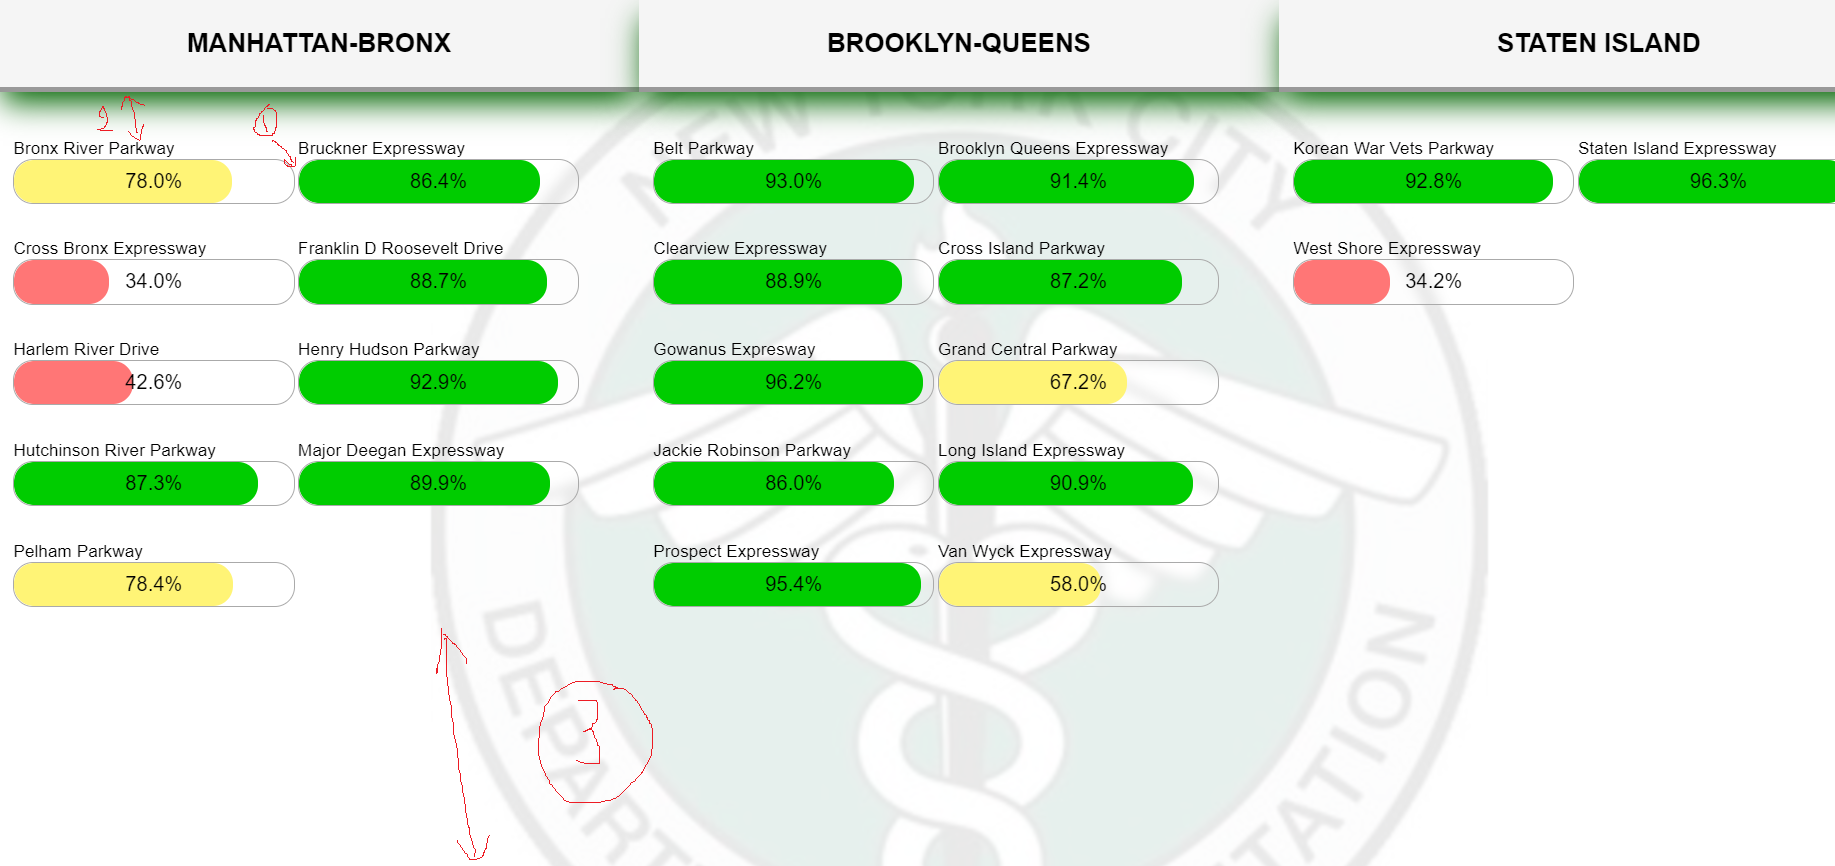 MANHATTAN-BRONX
BROOKLYN-QUEENS
STATEN ISLAND
2
1
Bronx River Parkway
78.0%
Bruckner Expressway
86.4%
Cross Bronx Expressway
34.0%
Franklin D Roosevelt Drive
88.7%
Harlem River Drive
42.6%
Henry Hudson Parkway
92.9%
Hutchinson River Parkway
87.3%
Major Deegan Expressway
89.9%
Pelham Parkway
78.4%
3
Belt Parkway
93.0%
Brooklyn Queens Expressway
91.4%
Clearview Expressway
88.9%
Cross Island Parkway
87.2%
Gowanus Expresway
96.2%
Grand Central Parkway
67.2%
Jackie Robinson Parkway
86.0%
Long Island Expressway
90.9%
Prospect Expressway
95.4%
Van Wyck Expressway
58.0%
Korean War Vets Parkway
92.8%
Staten Island Expressway
96.3%
West Shore Expressway
34.2%
NEW YORK CITY